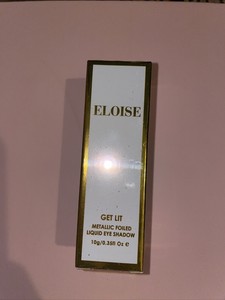 ELOISE
GET LIT
METALLIC FOILED
LIQUID EYE SHADOW
10g/0.35fl Oz e